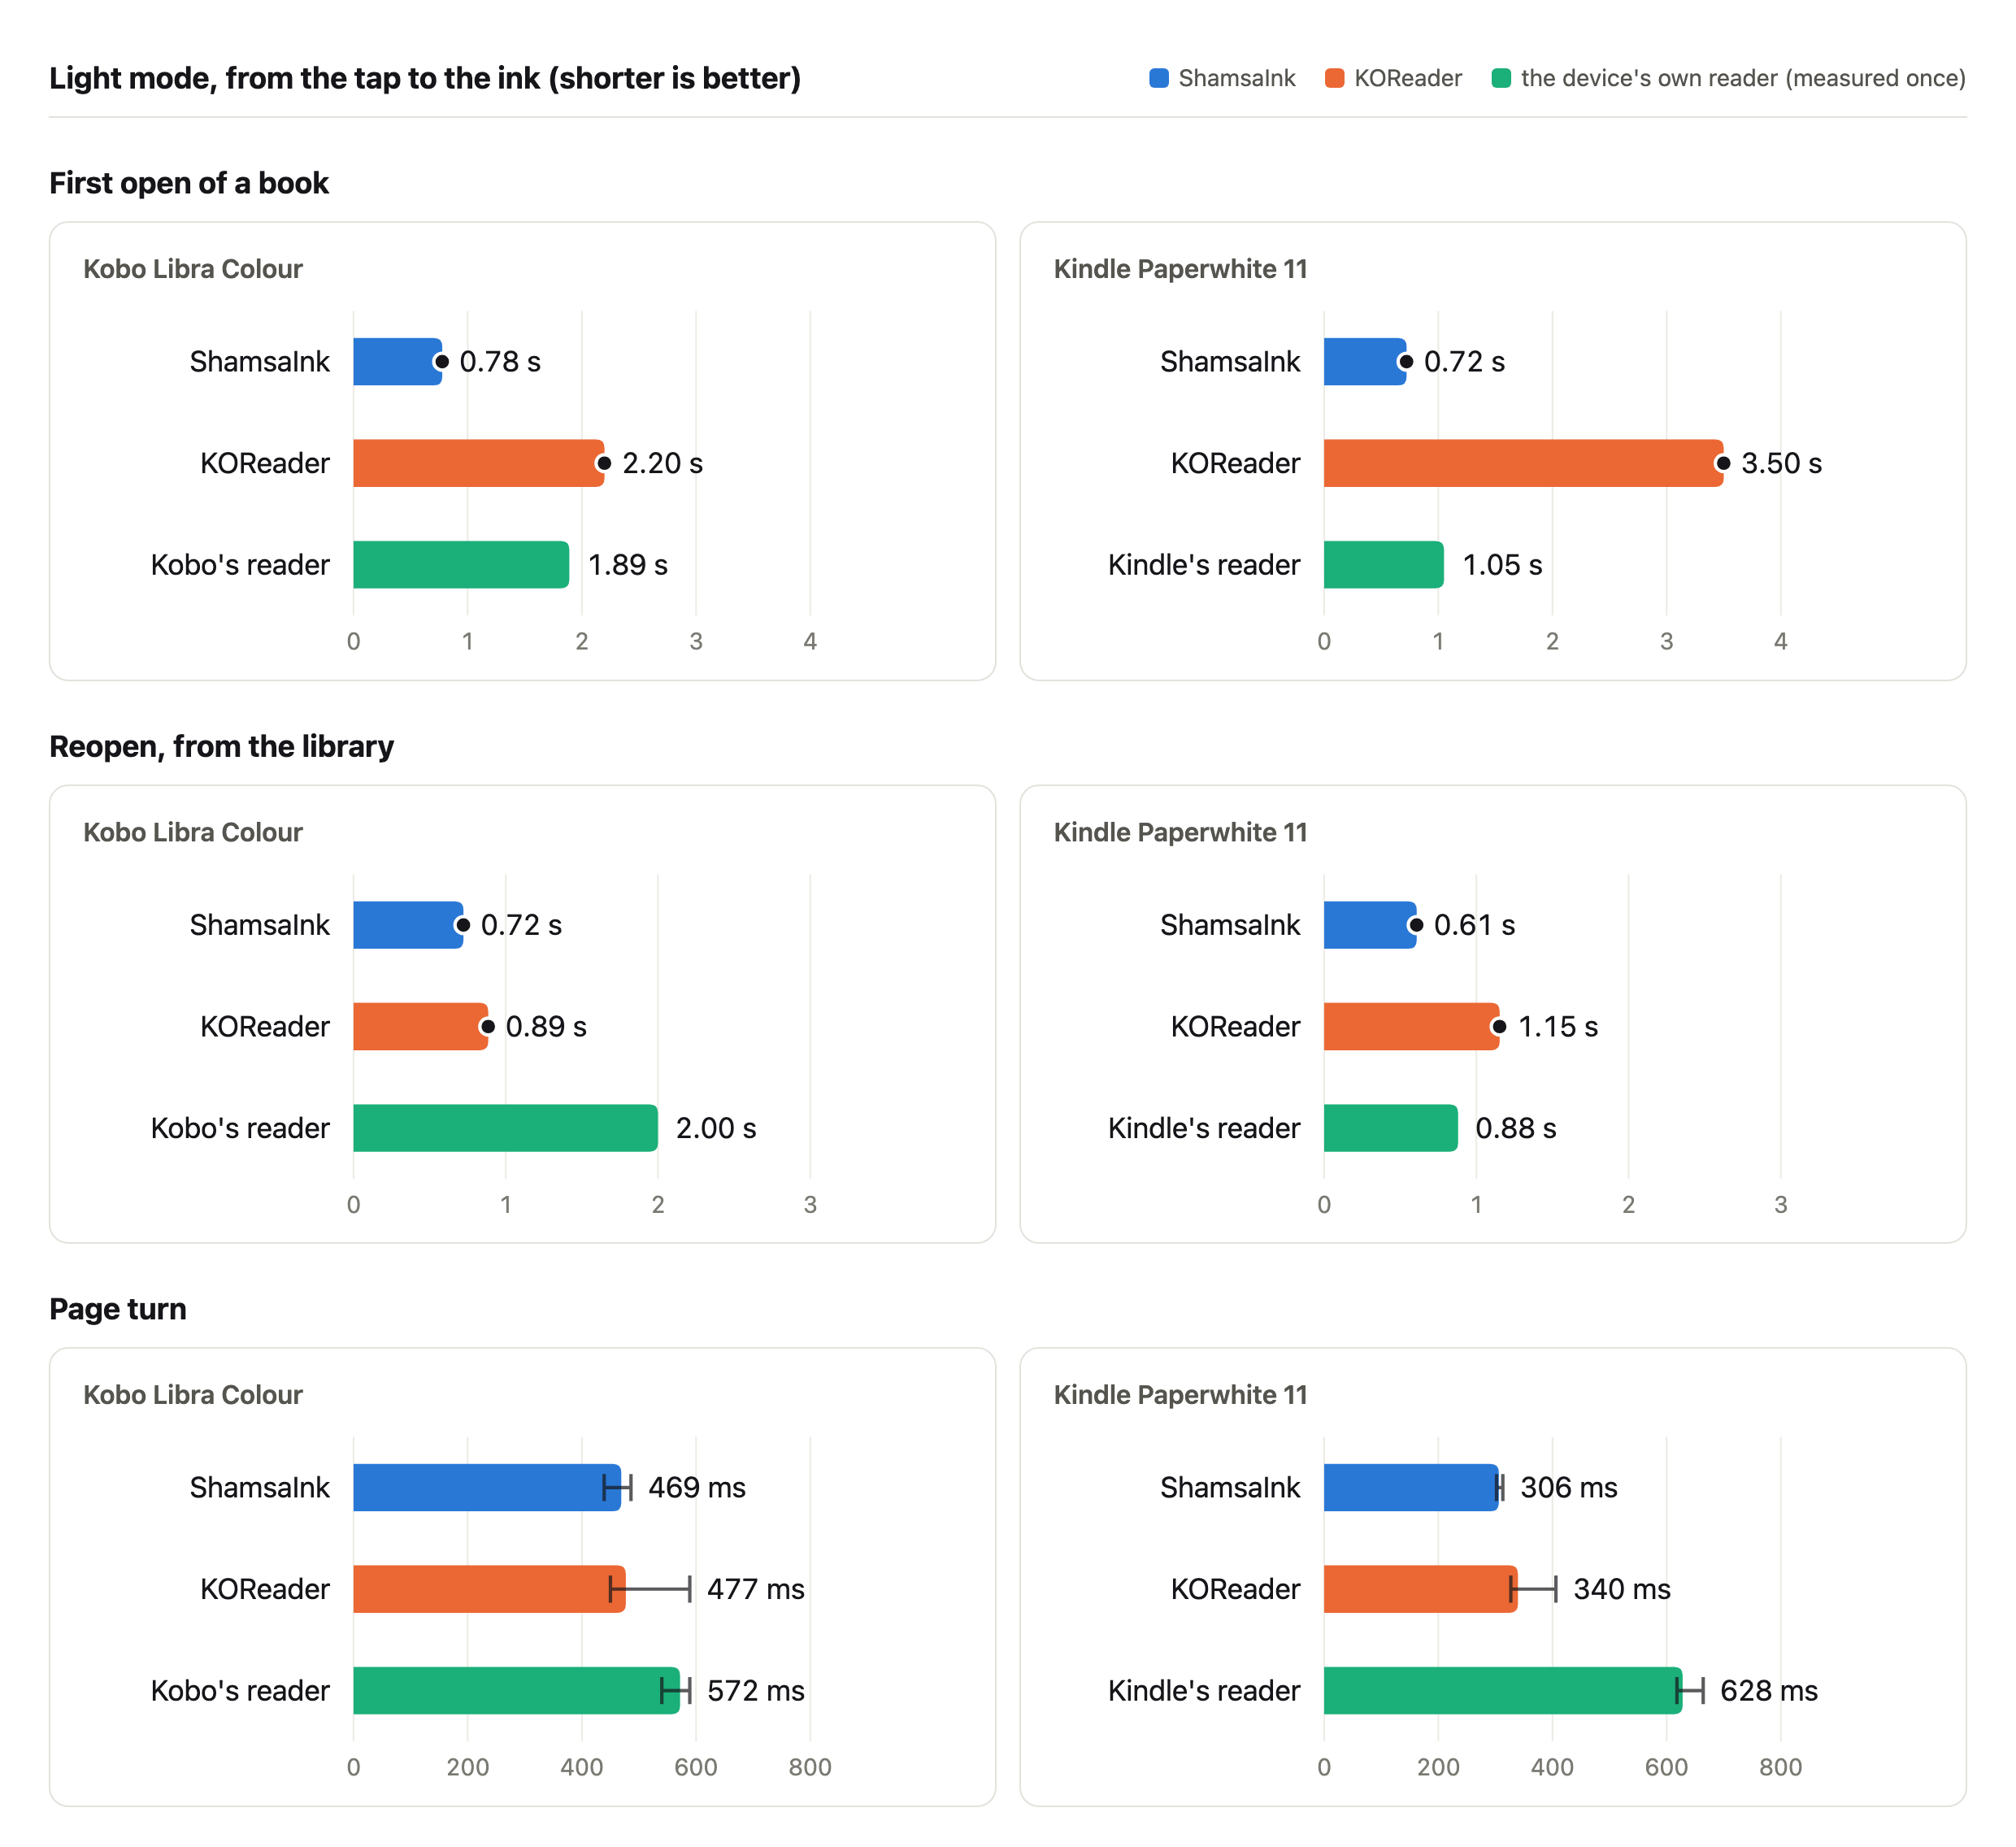 Light mode, from the tap to the ink (shorter is better)
ShamsaInk KOReader the device's own reader (measured once)
First open of a book
Kobo Libra Colour
ShamsaInk 0.78 s
KOReader 2.20 s
Kobo's reader 1.89 s
0 1 2 3 4
Kindle Paperwhite 11
ShamsaInk 0.72 s
KOReader 3.50 s
Kindle's reader 1.05 s
0 1 2 3 4
Reopen, from the library
Kobo Libra Colour
ShamsaInk 0.72 s
KOReader 0.89 s
Kobo's reader 2.00 s
0 1 2 3
Kindle Paperwhite 11
ShamsaInk 0.61 s
KOReader 1.15 s
Kindle's reader 0.88 s
0 1 2 3
Page turn
Kobo Libra Colour
ShamsaInk 469 ms
KOReader 477 ms
Kobo's reader 572 ms
0 200 400 600 800
Kindle Paperwhite 11
ShamsaInk 306 ms
KOReader 340 ms
Kindle's reader 628 ms
0 200 400 600 800